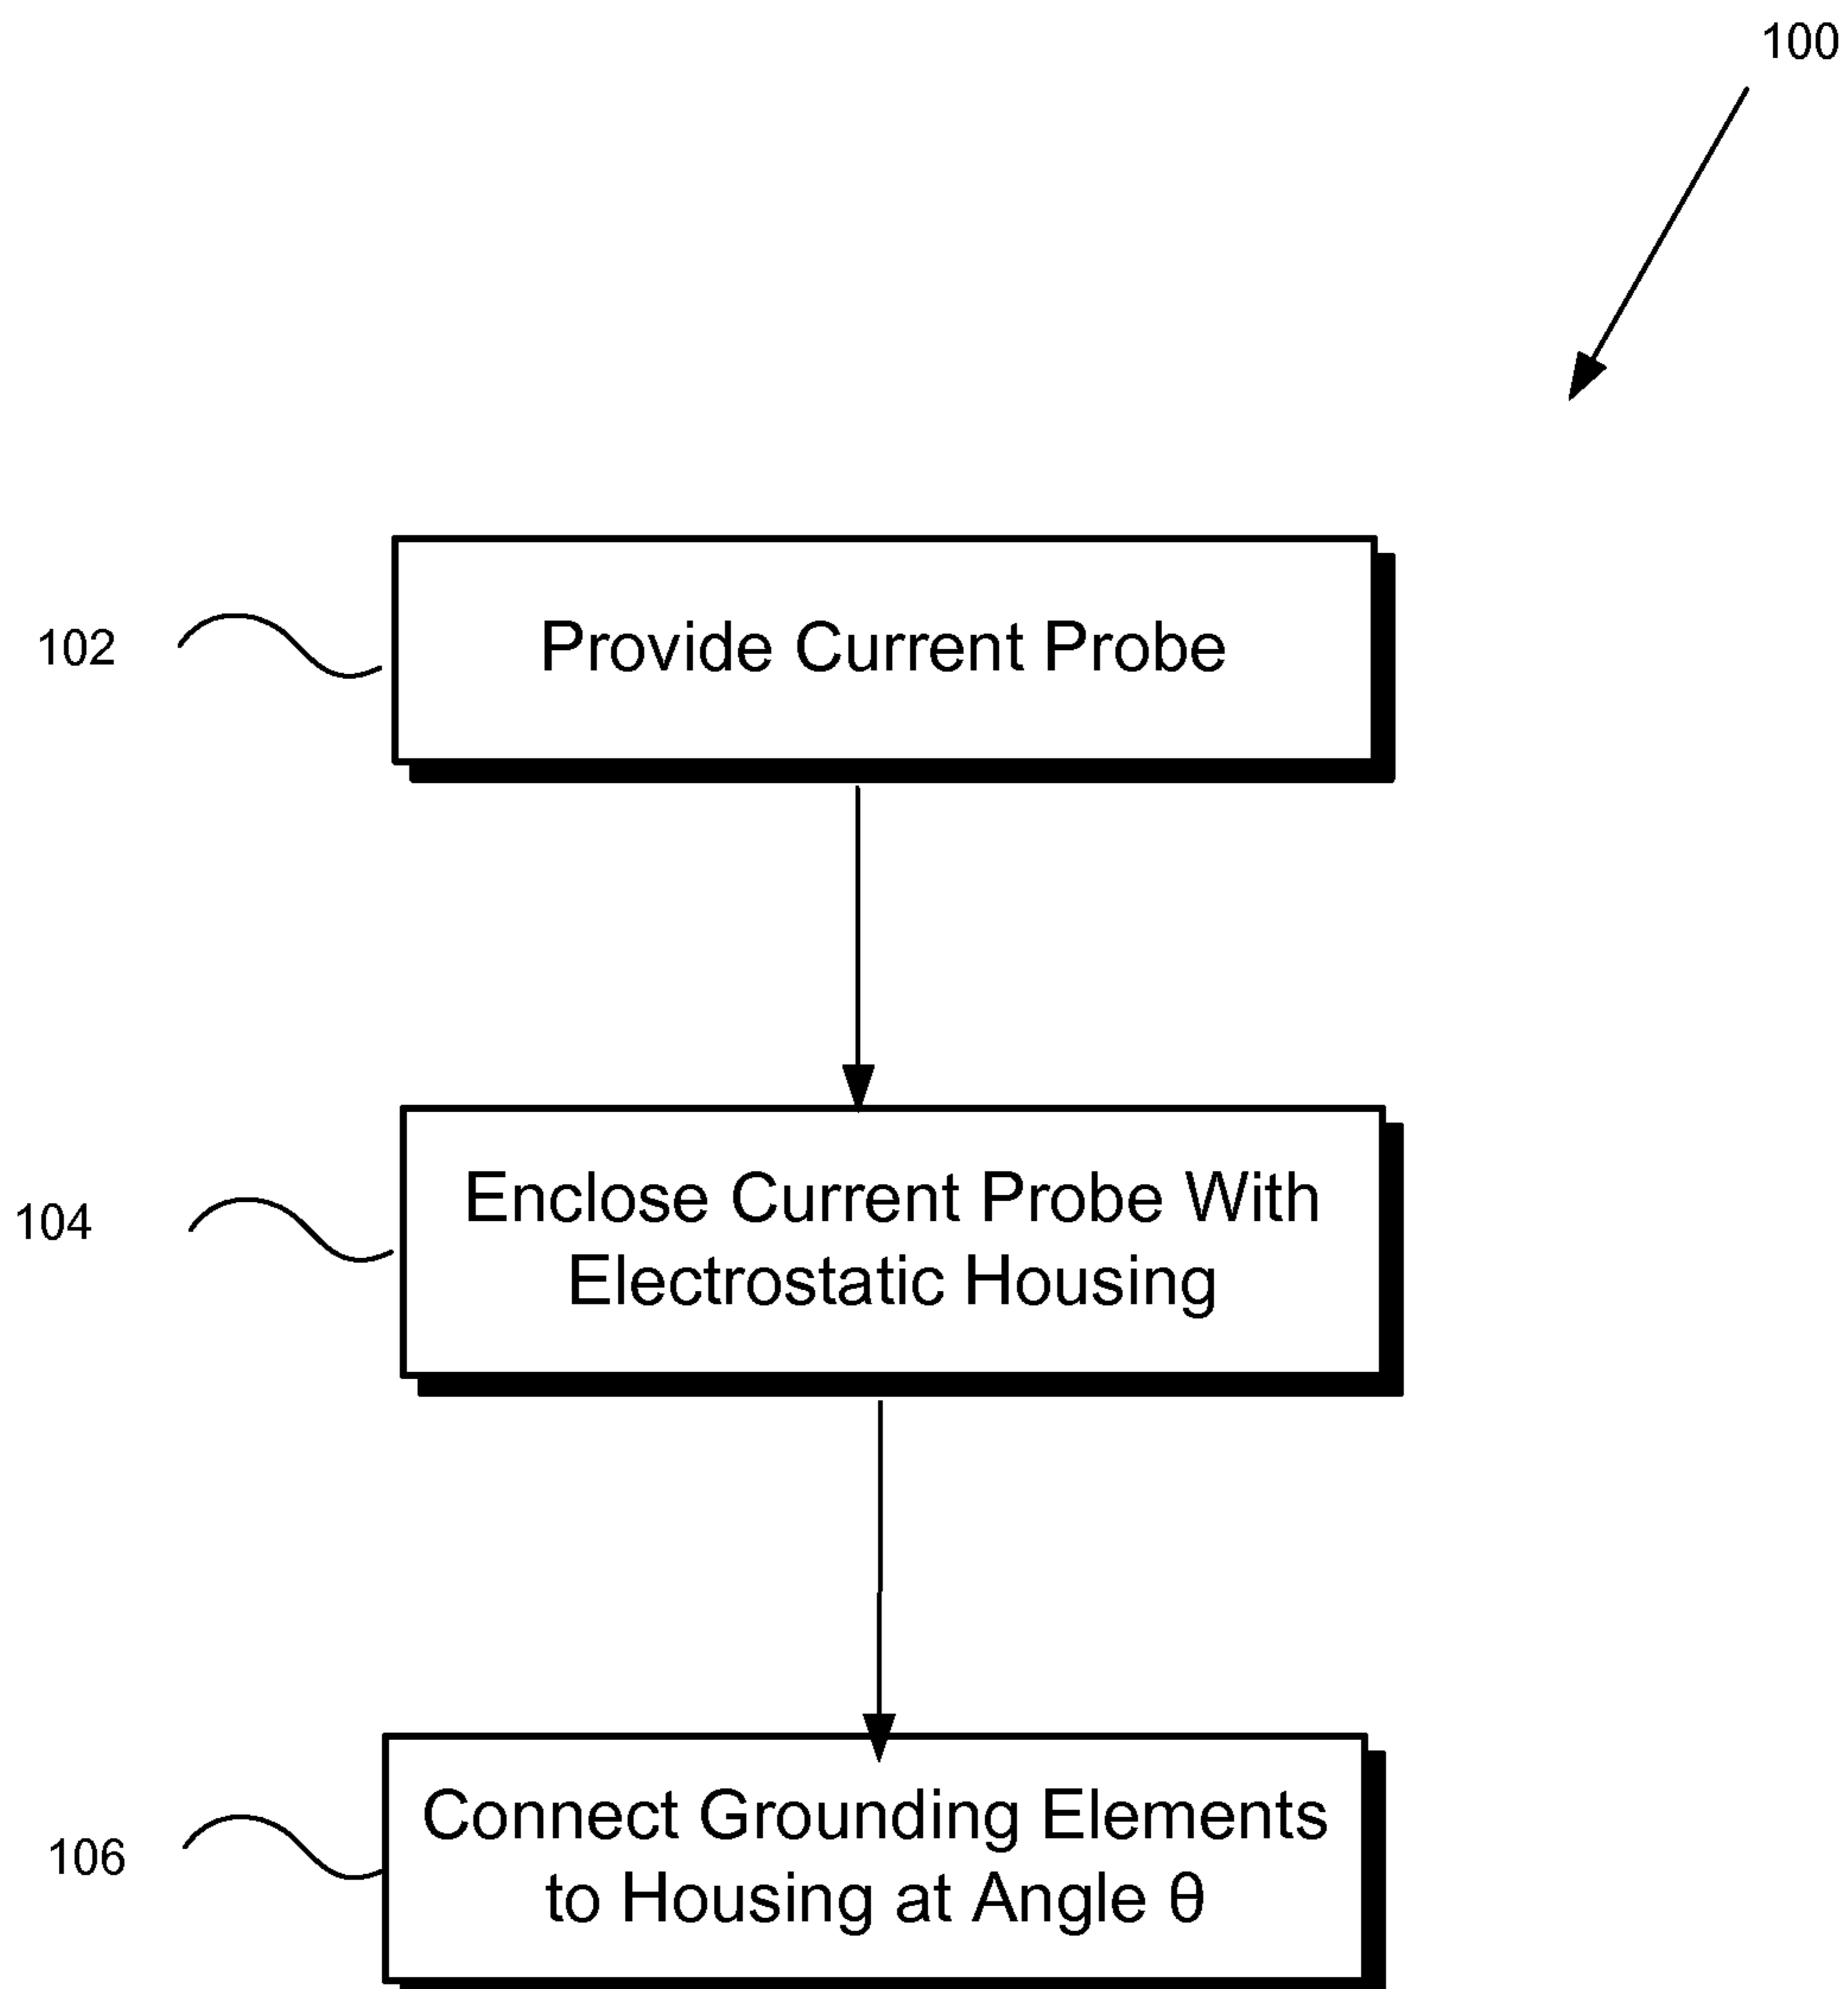 100
102
Provide Current Probe
104
Enclose Current Probe With
Electrostatic Housing
106
Connect Grounding Elements
to Housing at Angle θ